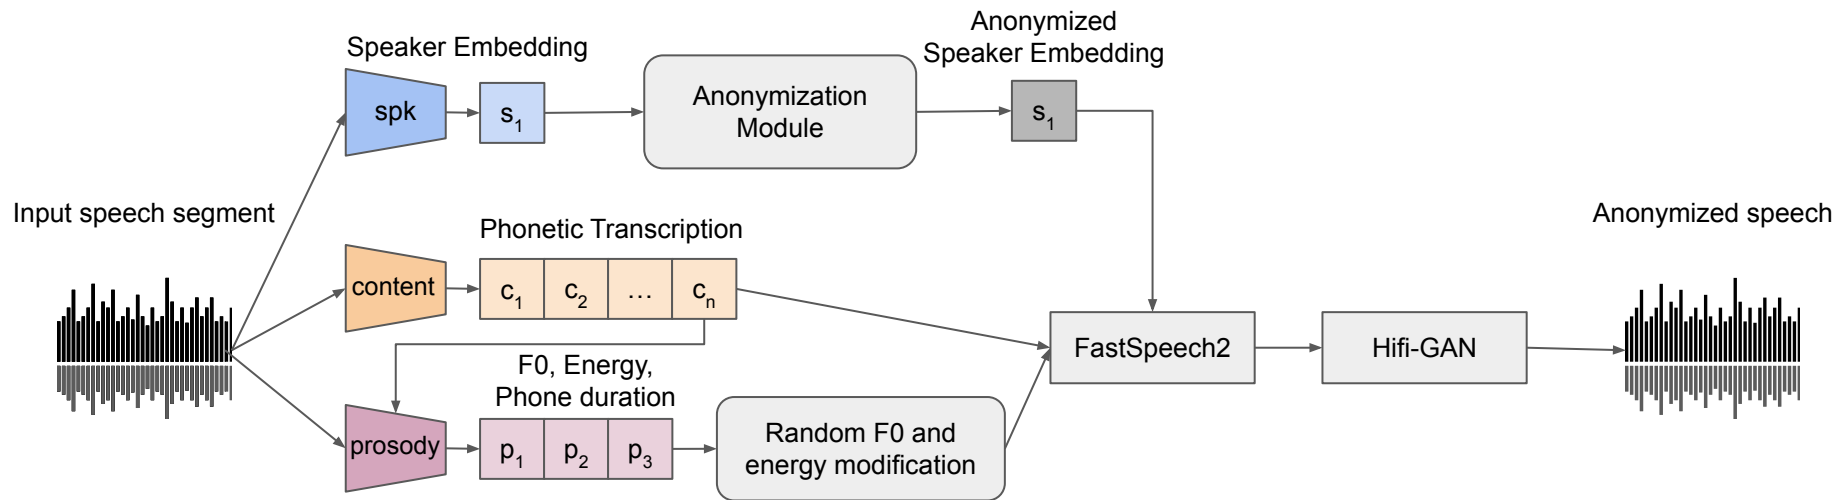 Speaker Embedding
spk
s1
Anonymization
Module
Anonymized
Speaker Embedding
s1
Input speech segment
Phonetic Transcription
content
c1 c2 … cn
F0, Energy,
Phone duration
prosody
p1 p2 p3
Random F0 and
energy modification
FastSpeech2
Hifi-GAN
Anonymized speech